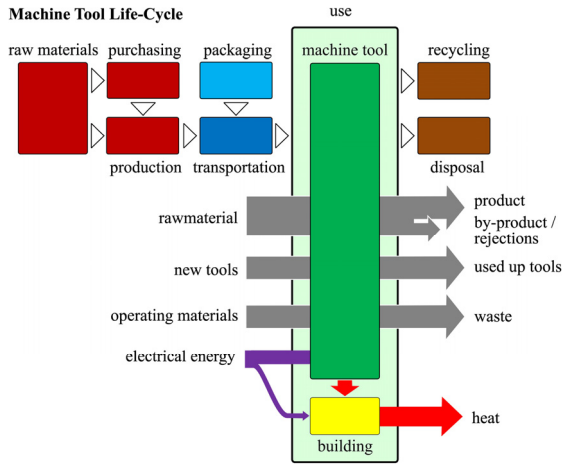 Machine Tool Life-Cycle
use
raw materials
purchasing
packaging
machine tool
recycling
production
transportation
disposal
rawmaterial
product
by-product /
rejections
new tools
used up tools
operating materials
waste
electrical energy
heat
building